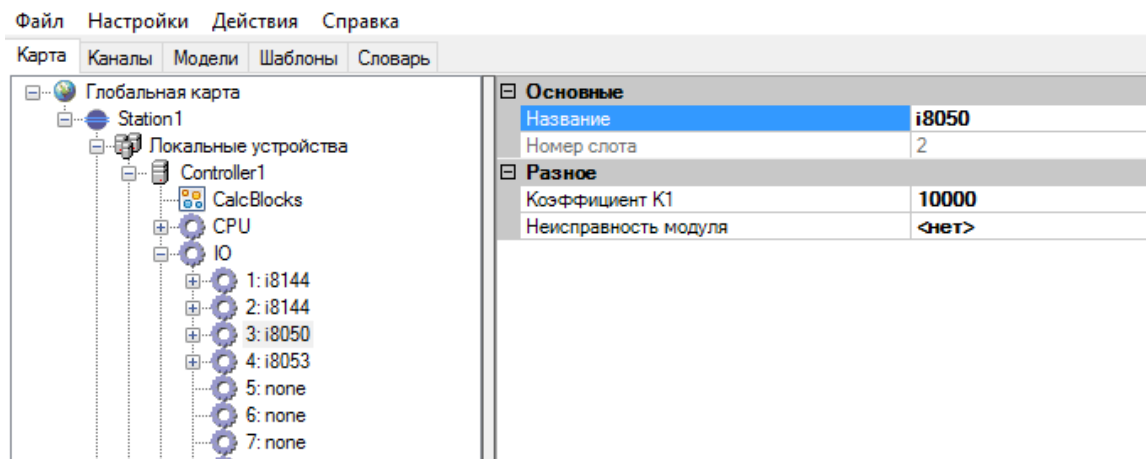 Файл Настройки Действия Справка
Карта Каналы Модели Шаблоны Словарь
Глобальная карта
Station1
Локальные устройства
Controller1
CalcBlocks
CPU
IO
1: i8144
2: i8144
3: i8050
4: i8053
5: none
6: none
7: none
Основные
Название i8050
Номер слота 2
Разное
Коэффициент K1 10000
Неисправность модуля <нет>